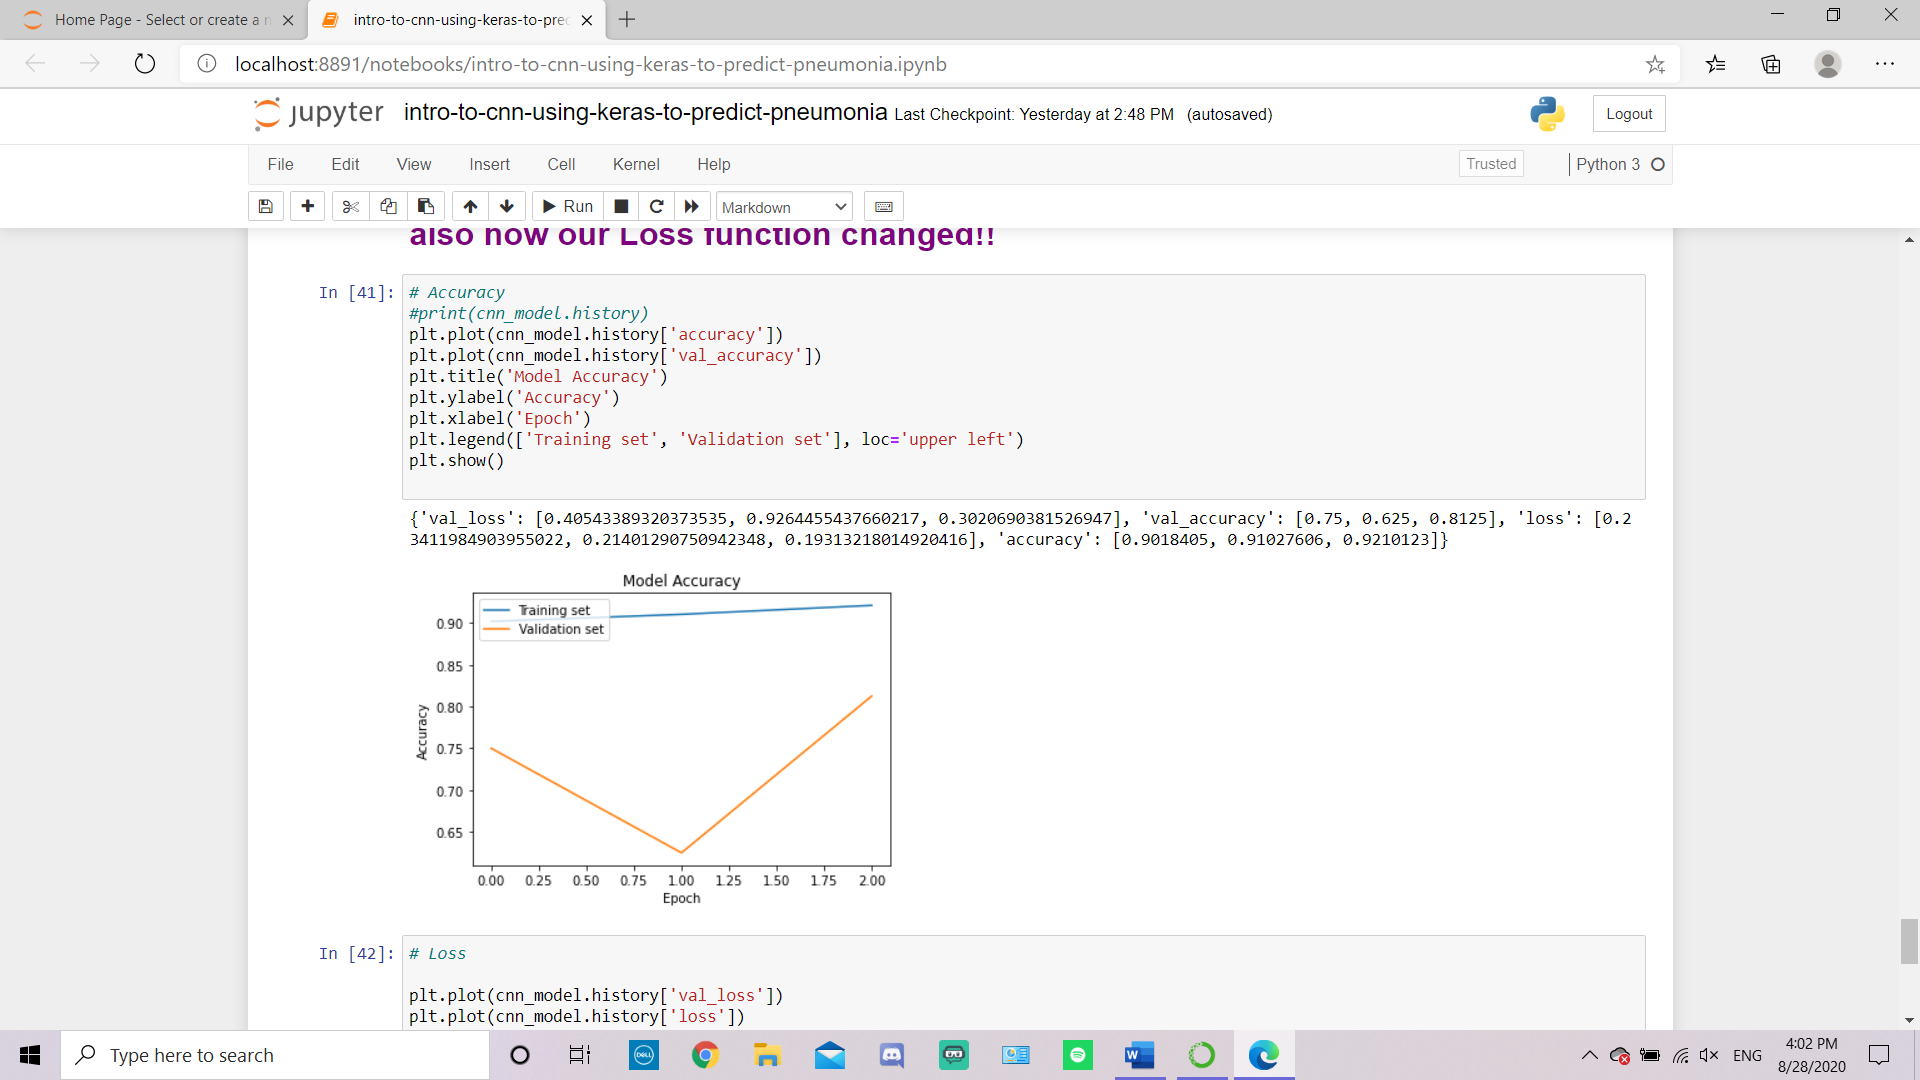 Home Page - Select or create a n
intro-to-cnn-using-keras-to-prec
localhost:8891/notebooks/intro-to-cnn-using-keras-to-predict-pneumonia.ipynb
jupyter
intro-to-cnn-using-keras-to-predict-pneumonia Last Checkpoint: Yesterday at 2:48 PM (autosaved)
Logout
File Edit View Insert Cell Kernel Help
Trusted
Python 3
Run
Markdown
also how our Loss function changed!!
In [41]:
# Accuracy
#print(cnn_model.history)
plt.plot(cnn_model.history['accuracy'])
plt.plot(cnn_model.history['val_accuracy'])
plt.title('Model Accuracy')
plt.ylabel('Accuracy')
plt.xlabel('Epoch')
plt.legend(['Training set', 'Validation set'], loc='upper left')
plt.show()
{'val_loss': [0.40543389320373535, 0.9264455437660217, 0.3020690381526947], 'val_accuracy': [0.75, 0.625, 0.8125], 'loss': [0.2
3411984903955022, 0.21401290750942348, 0.19313218014920416], 'accuracy': [0.9018405, 0.91027606, 0.9210123]}
Model Accuracy
Training set
Validation set
0.90
0.85
0.80
0.75
0.70
0.65
Accuracy
0.00 0.25 0.50 0.75 1.00 1.25 1.50 1.75 2.00
Epoch
In [42]:
# Loss
plt.plot(cnn_model.history['val_loss'])
plt.plot(cnn_model.history['loss'])
Type here to search
DELL
W
ENG
4:02 PM
8/28/2020